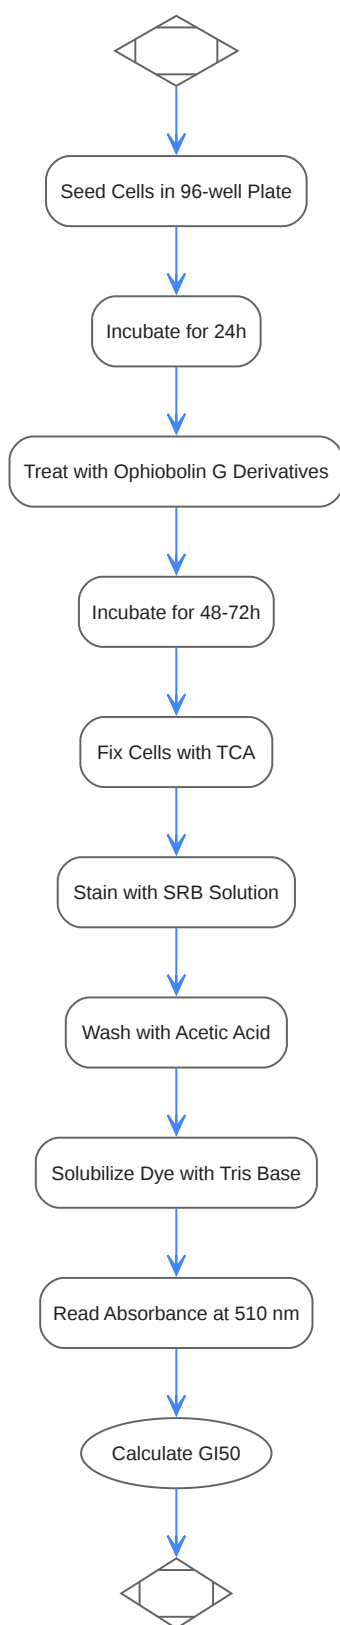 Seed Cells in 96-well Plate
Incubate for 24h
Treat with Ophiobolin G Derivatives
Incubate for 48-72h
Fix Cells with TCA
Stain with SRB Solution
Wash with Acetic Acid
Solubilize Dye with Tris Base
Read Absorbance at 510 nm
Calculate GI50